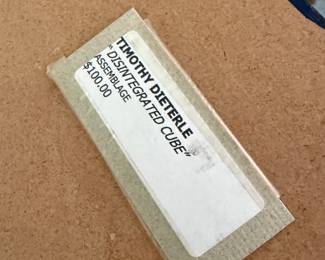 TIMOTHY DIETERLE
"DISINTEGRATED CUBE"
ASSEMBLAGE
$100.00